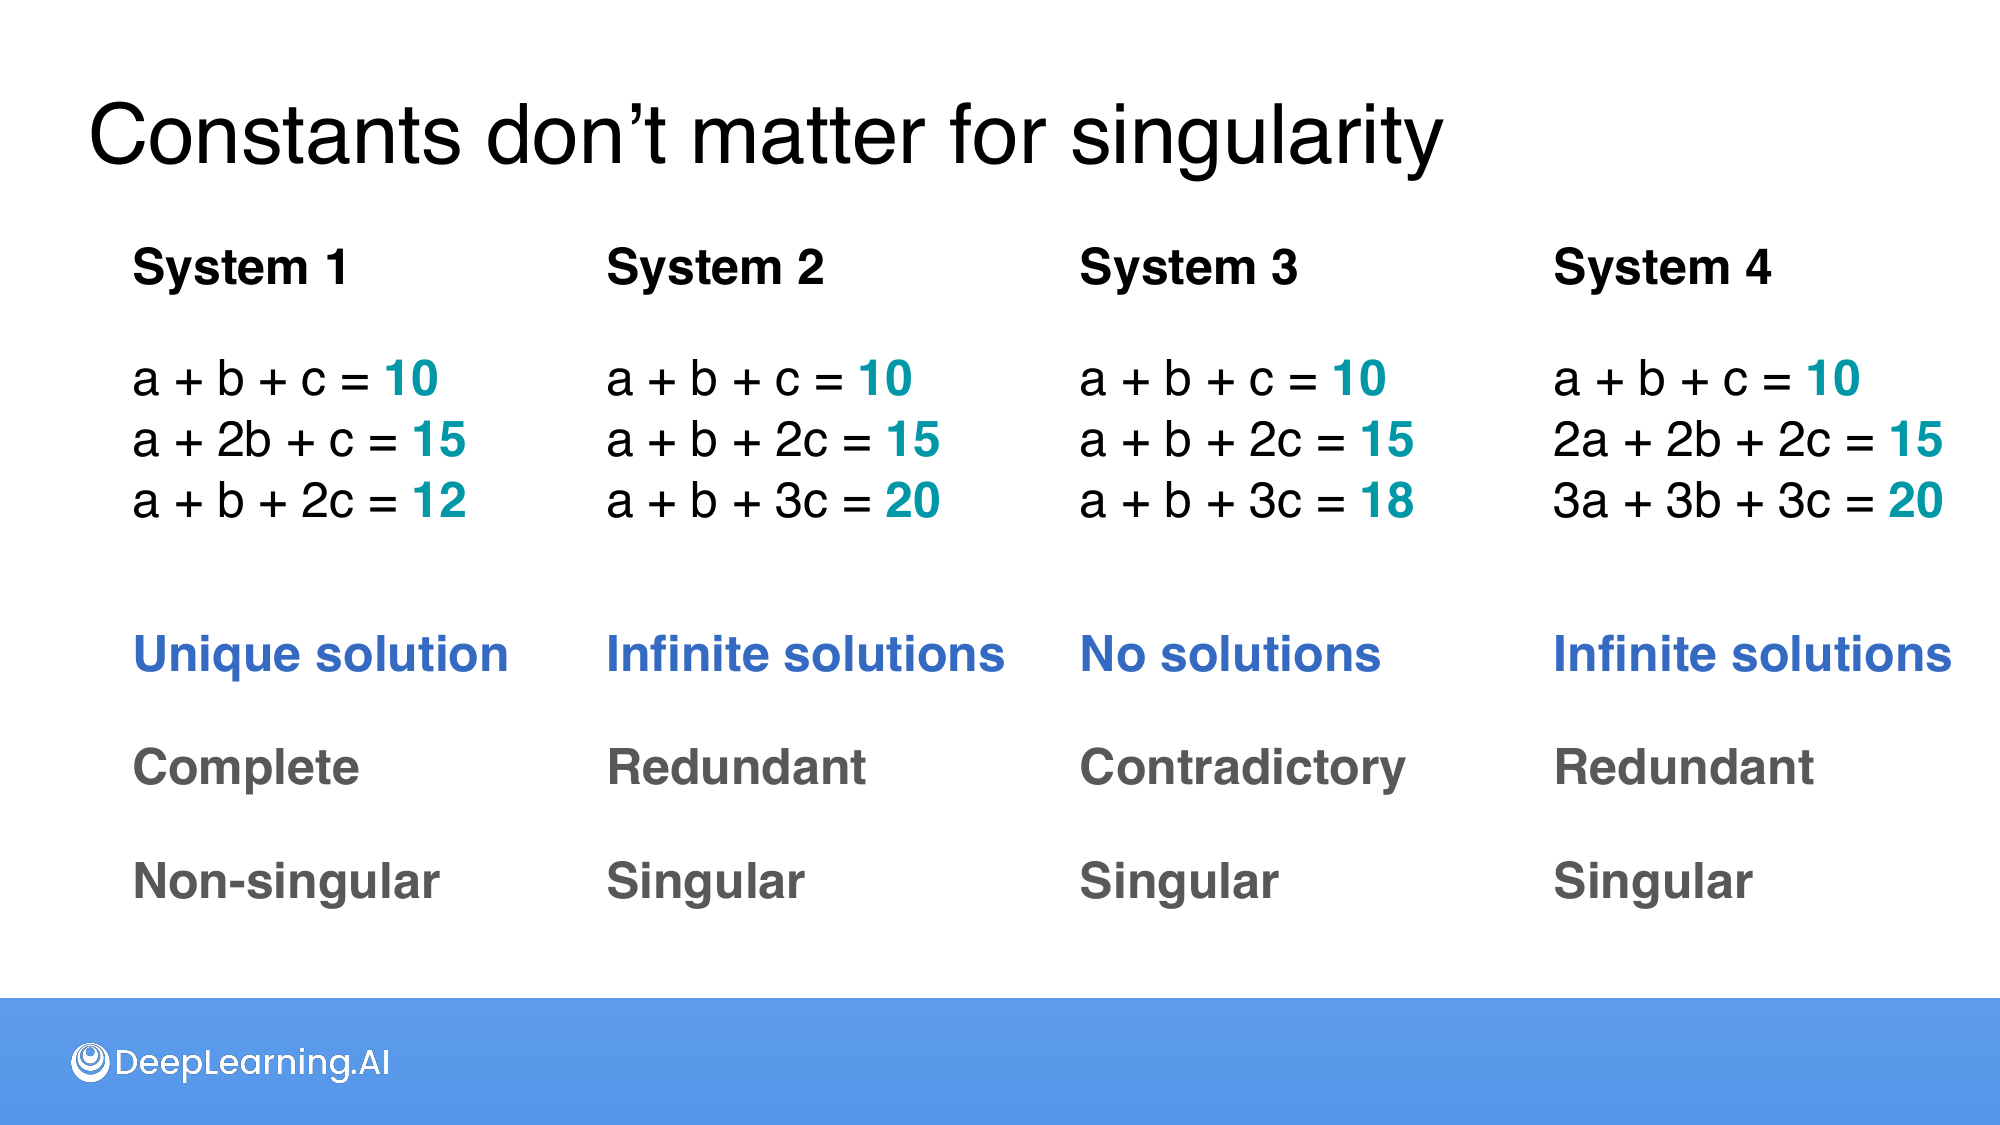 Constants don’t matter for singularity
System 1
a + b + c = 10
a + 2b + c = 15
a + b + 2c = 12
Unique solution
Complete
Non-singular
System 2
a + b + c = 10
a + b + 2c = 15
a + b + 3c = 20
Infinite solutions
Redundant
Singular
System 3
a + b + c = 10
a + b + 2c = 15
a + b + 3c = 18
No solutions
Contradictory
Singular
System 4
a + b + c = 10
2a + 2b + 2c = 15
3a + 3b + 3c = 20
Infinite solutions
Redundant
Singular
DeepLearning.AI